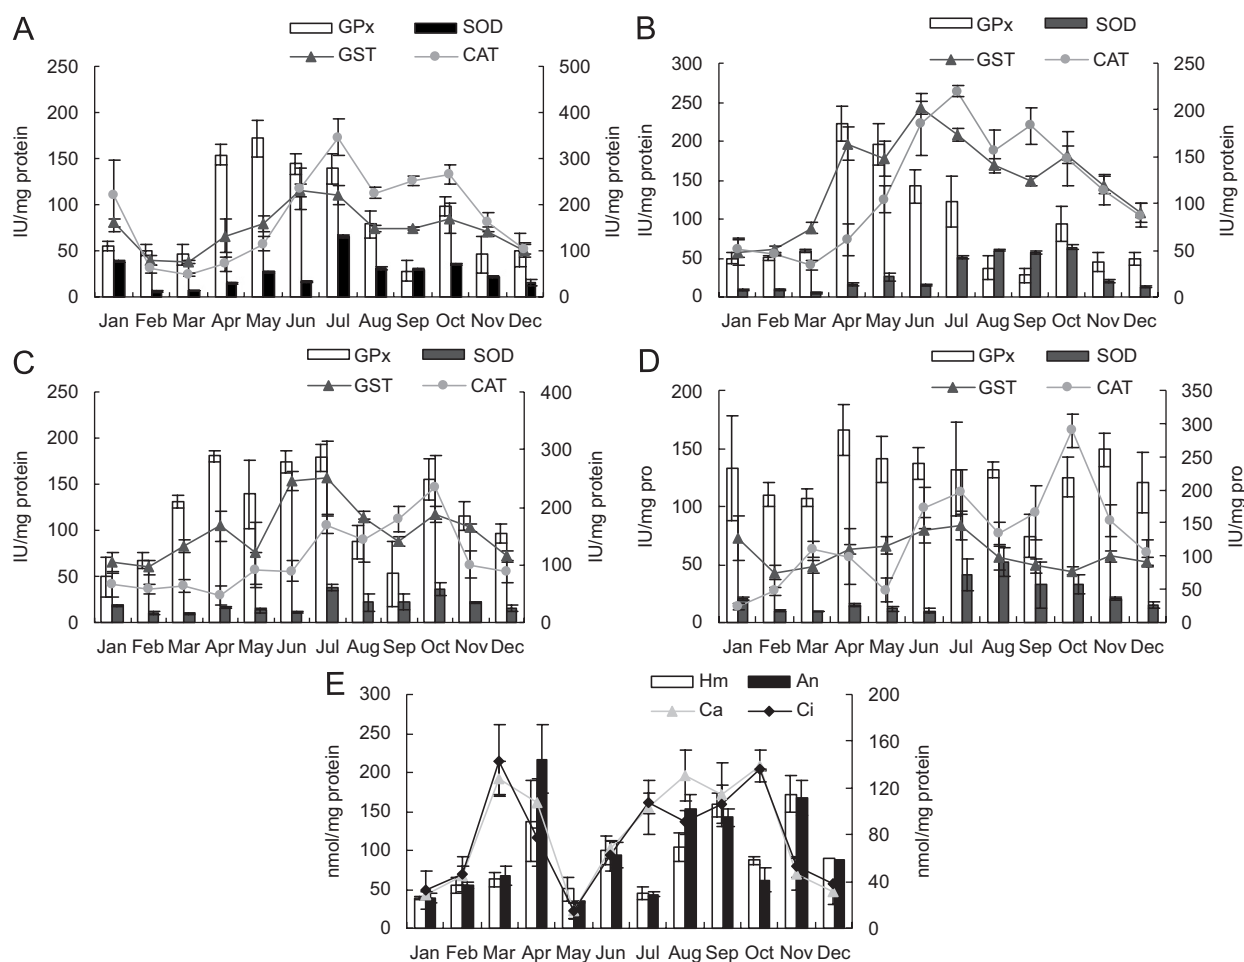 A
GPx SOD
GST CAT
250 500
200 400
150 300
100 200
50 100
0 0
IU/mg protein
IU/mg protein
Jan Feb Mar Apr May Jun Jul Aug Sep Oct Nov Dec
B
GPx SOD
GST CAT
300 250
250 200
200 150
150 100
100 50
50 0
0
IU/mg protein
IU/mg protein
Jan Feb Mar Apr May Jun Jul Aug Sep Oct Nov Dec
C
GPx SOD
GST CAT
250 400
200 300
150 200
100 100
50 0
0
IU/mg protein
IU/mg protein
Jan Feb Mar Apr May Jun Jul Aug Sep Oct Nov Dec
D
GPx SOD
GST CAT
200 350
150 300
100 250
50 200
0 150
100
50
0
IU/mg pro
IU/mg pro
Jan Feb Mar Apr May Jun Jul Aug Sep Oct Nov Dec
E
Hm An
Ca Ci
300 200
250 160
200 120
150 80
100 40
50 0
0
nmol/mg protein
nmol/mg protein
Jan Feb Mar Apr May Jun Jul Aug Sep Oct Nov Dec